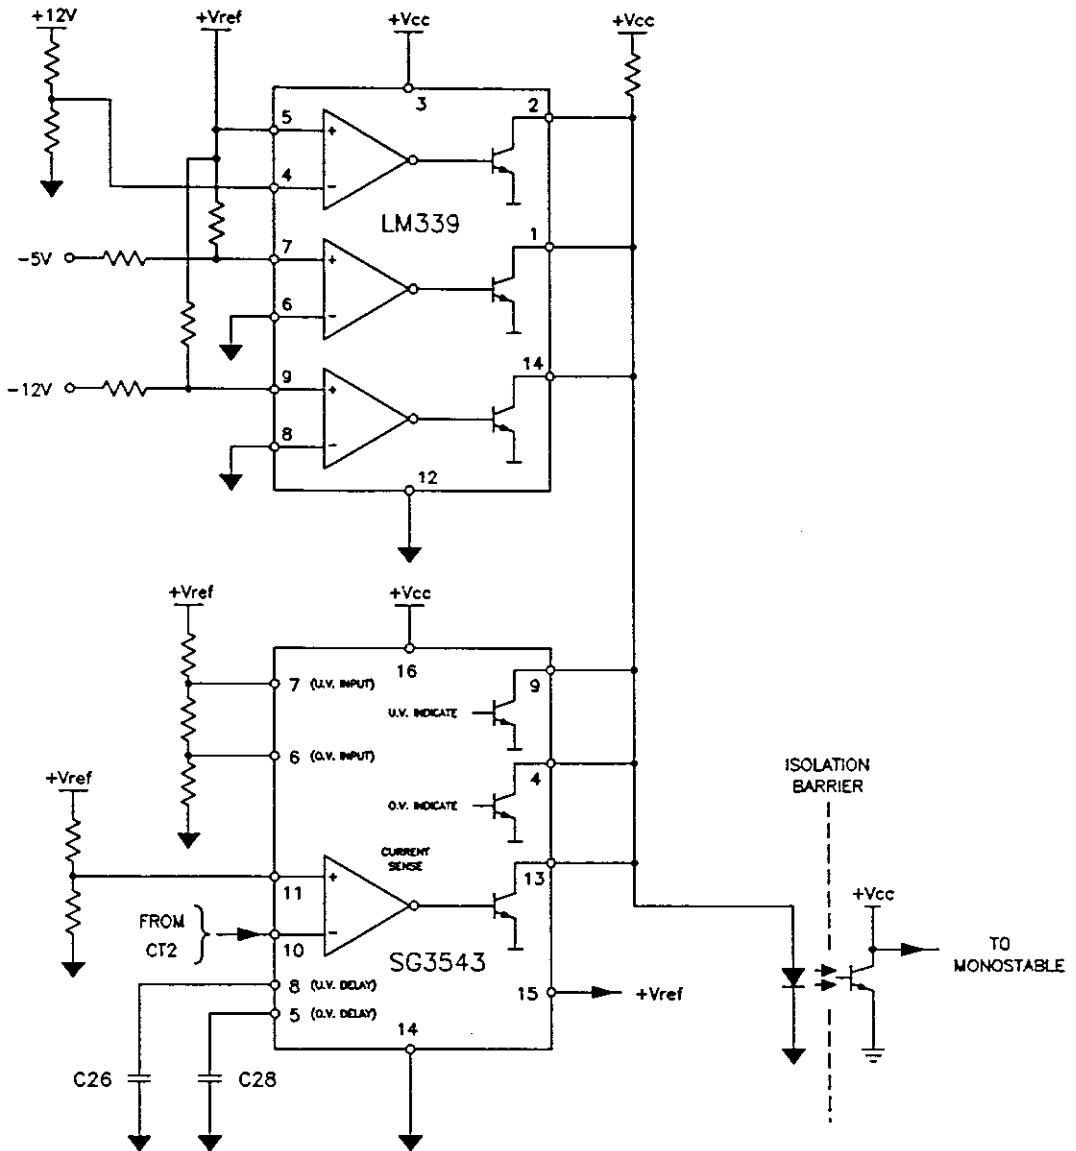 +12V
+Vref
+Vcc
+Vcc
3
5
2
+
4
−
LM339
1
-5V
7
+
6
−
14
-12V
9
+
8
−
12
+Vref
+Vcc
16
7 (U.V. INPUT)
9
U.V. INDICATE
6 (O.V. INPUT)
4
+Vref
O.V. INDICATE
ISOLATION
BARRIER
CURRENT
SENSE
11
+
13
+Vcc
FROM
CT2
10
−
SG3543
TO
MONOSTABLE
8 (U.V. DELAY)
15
+Vref
5 (O.V. DELAY)
14
C26
C28